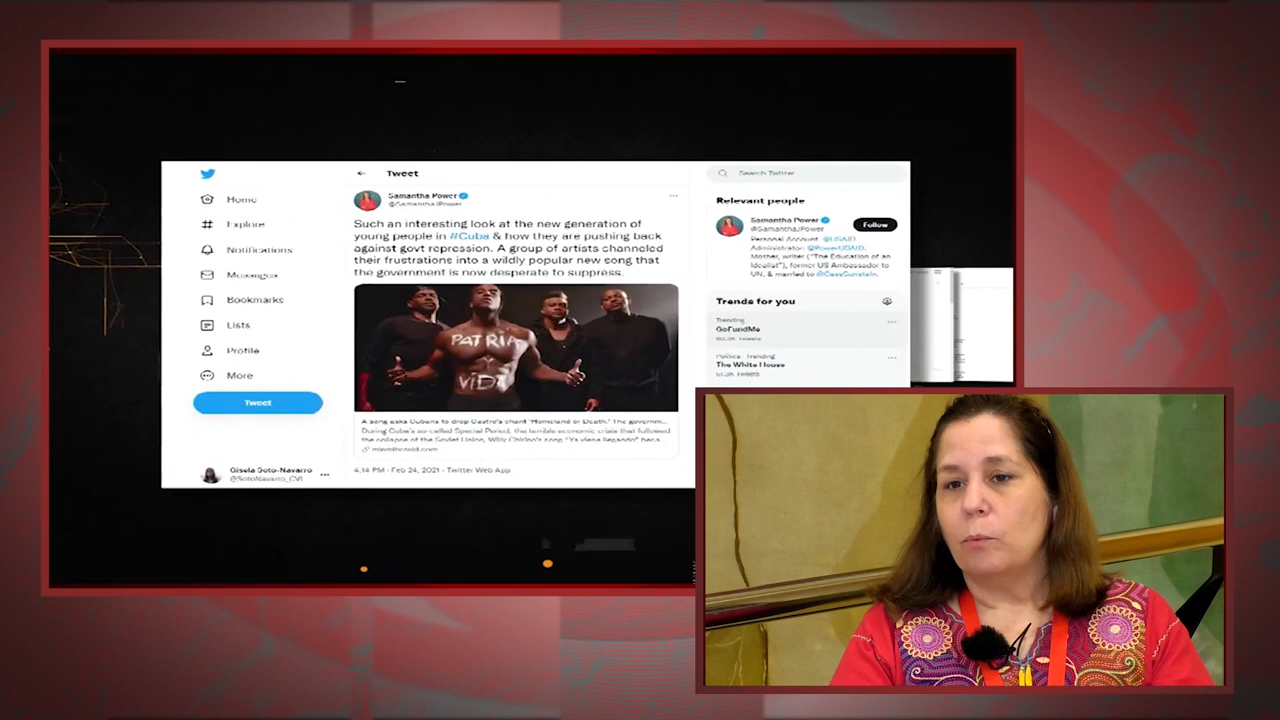 Home
Explore
Notifications
Messages
Bookmarks
Lists
Profile
More
Tweet
Gisela Soto-Navarro
@SotoNavarro_CVI
Tweet
Samantha Power
@SamanthaJPower
Such an interesting look at the new generation of
young people in #Cuba & how they are pushing back
against govt repression. A group of artists channeled
their frustrations into a wildly popular new song that
the government is now desperate to suppress.
PATRIA
Y
VIDA
A song asks Cubans to drop Castro's chant "Homeland or Death." The governm...
During Cuba's so-called Special Period, the terrible economic crisis that followed
the collapse of the Soviet Union, Willy Chirino's song "Ya viene llegando" beca...
miamiherald.com
4:14 PM · Feb 24, 2021 · Twitter Web App
Search Twitter
Relevant people
Samantha Power
@SamanthaJPower
Follow
Personal Account. @USAID
Administrator: @PowerUSAID.
Mother, writer ("The Education of an
Idealist"), former US Ambassador to
UN, & married to @CassSunstein.
Trends for you
Trending
GoFundMe
Tweets
Politics · Trending
The White House
Tweets